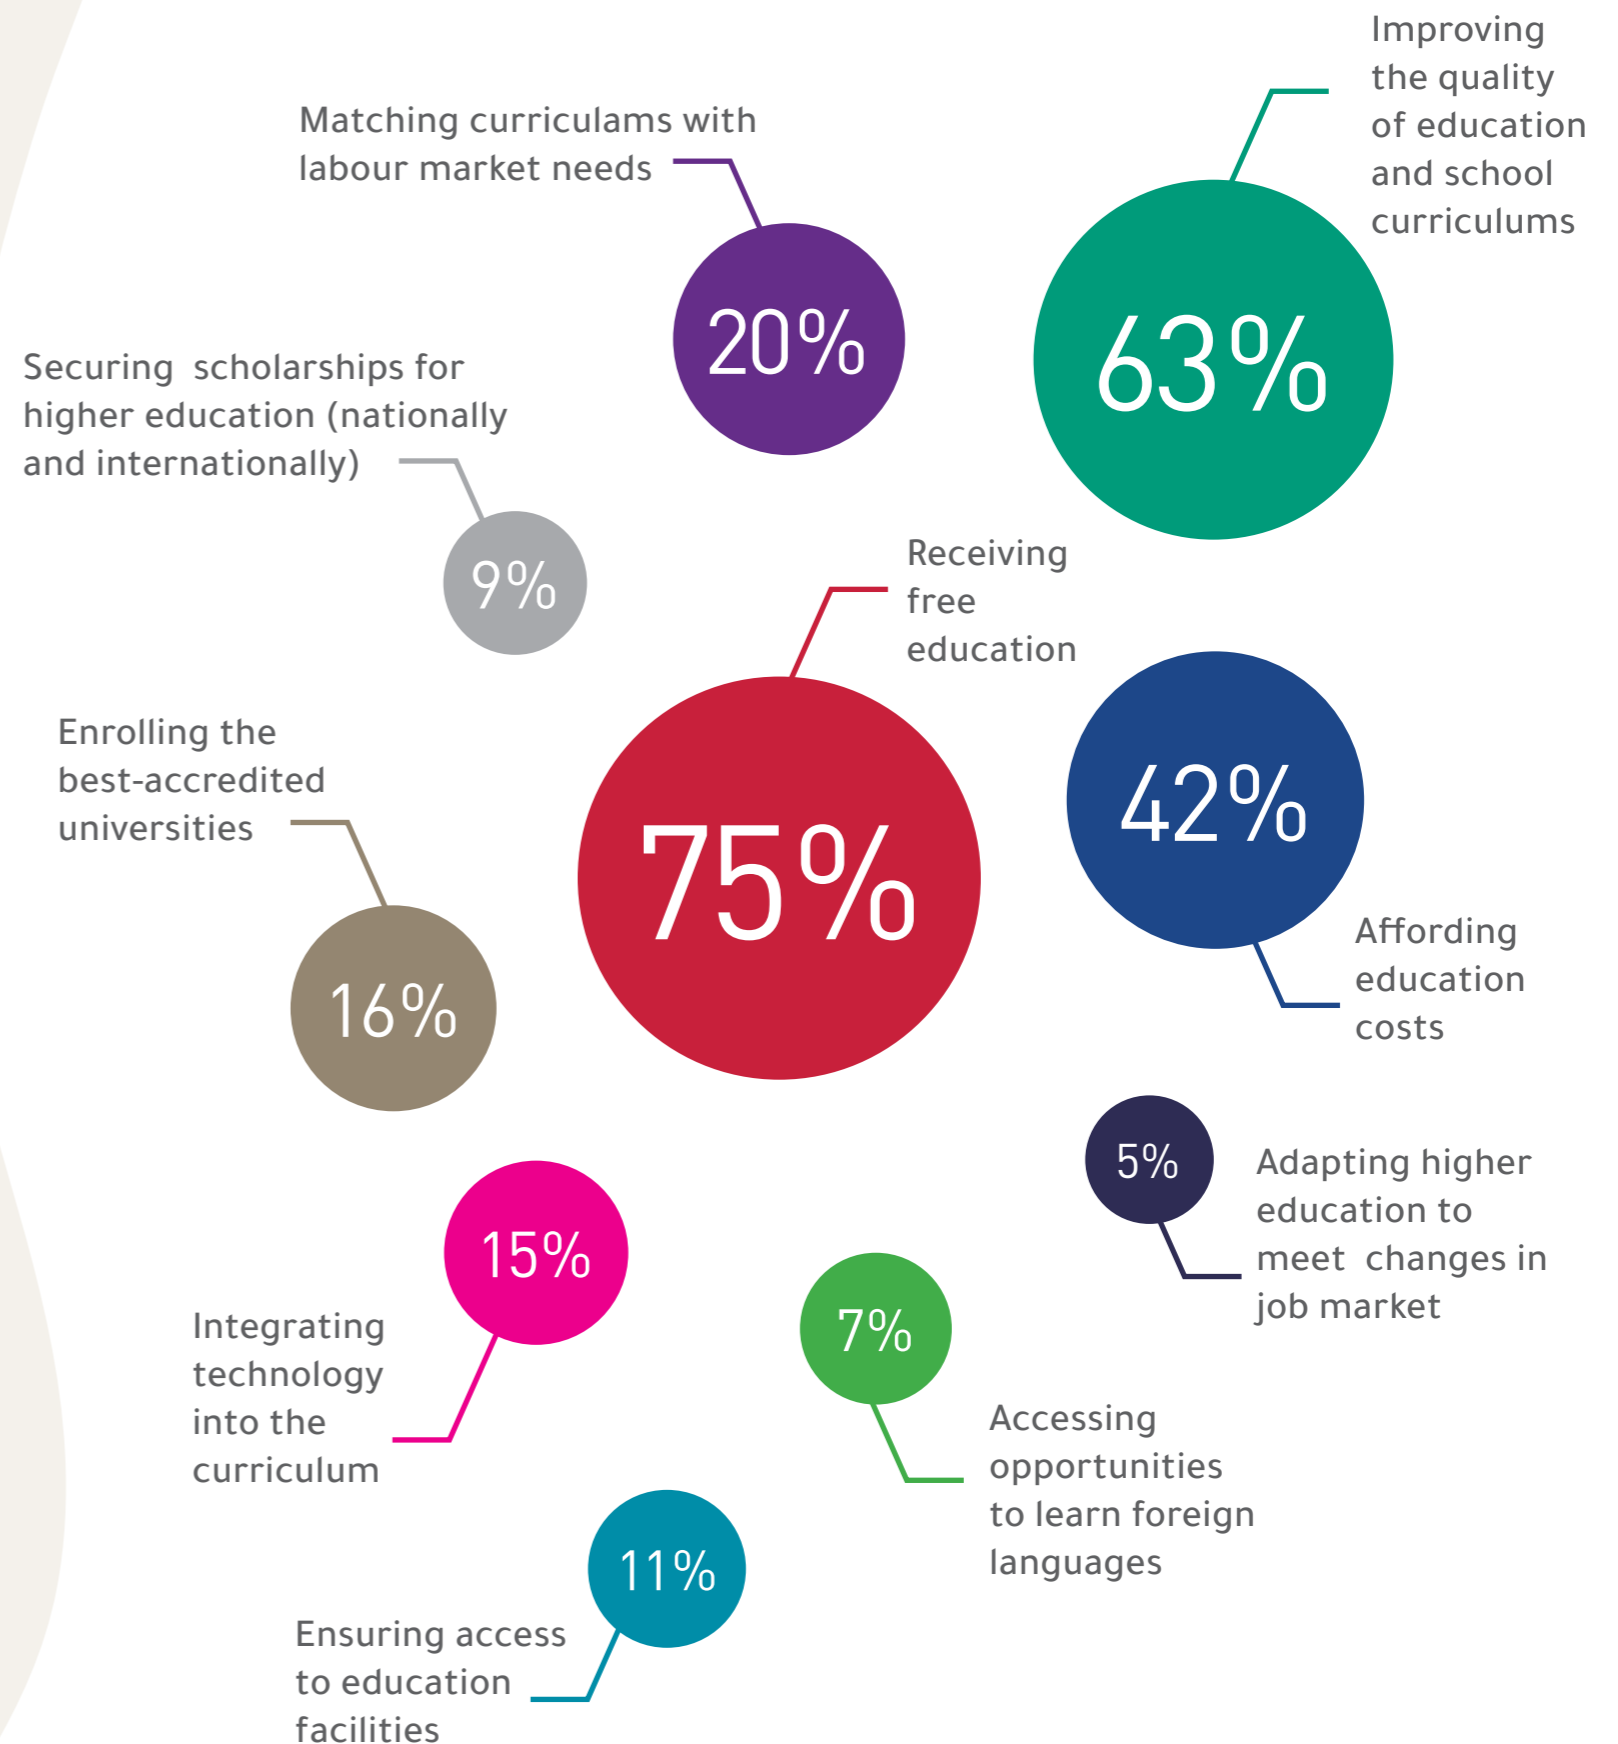 Improving
the quality
of education
and school
curriculums
63%
Matching curriculams with
labour market needs
20%
Securing  scholarships for
higher education (nationally
and internationally)
9%
Receiving
free
education
75%
42%
Affording
education
costs
Enrolling the
best-accredited
universities
16%
5%
Adapting higher
education to
meet  changes in
job market
15%
Integrating
technology
into the
curriculum
7%
Accessing
opportunities
to learn foreign
languages
11%
Ensuring access
to education
facilities